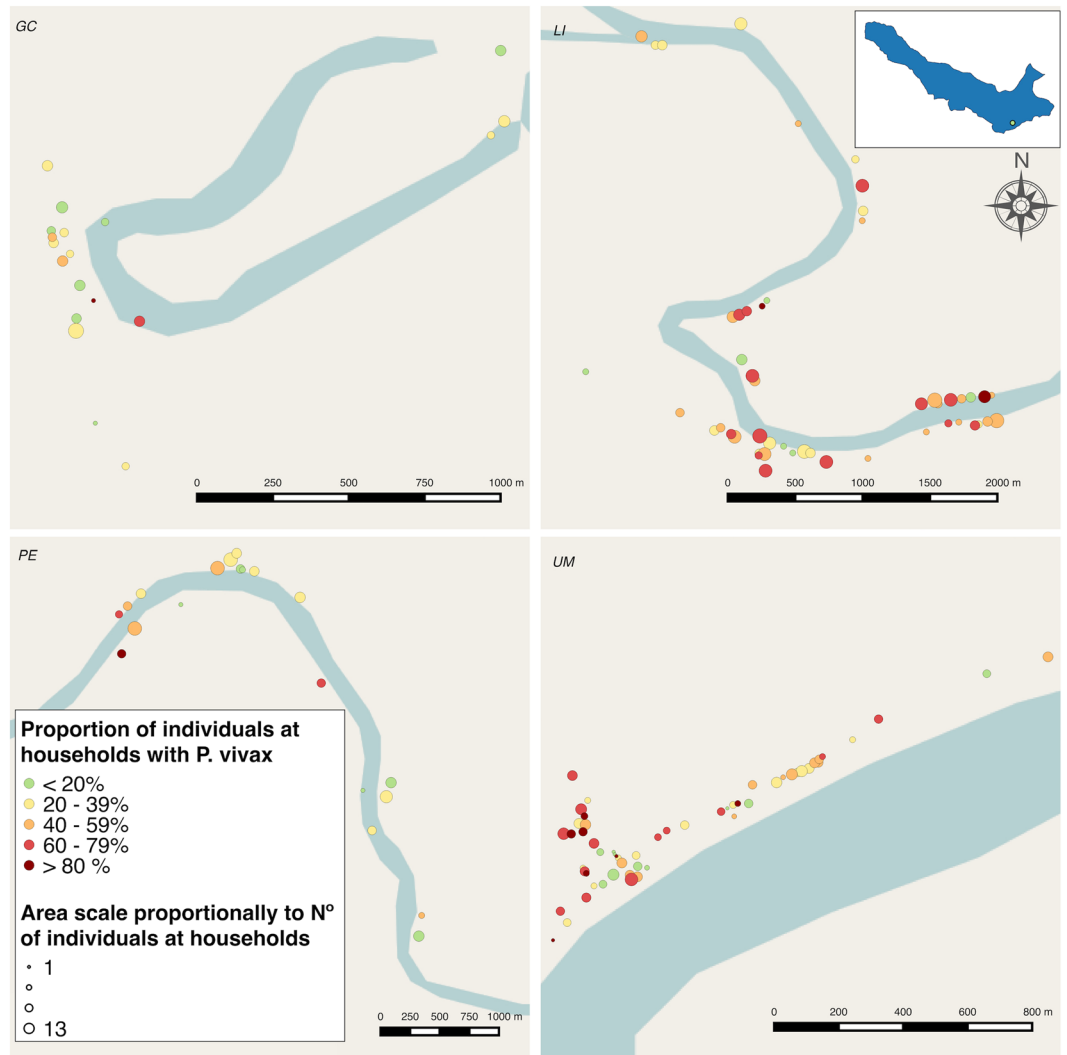 GC
0 250 500 750 1000 m
LI
N
0 500 1000 1500 2000 m
PE
Proportion of individuals at
households with P. vivax
< 20%
20 - 39%
40 - 59%
60 - 79%
> 80 %
Area scale proportionally to Nº
of individuals at households
1
13
0 250 500 750 1000 m
UM
0 200 400 600 800 m